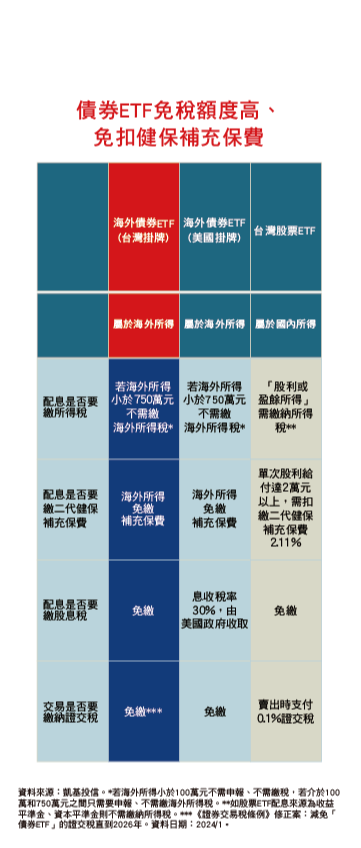 債券ETF免稅額度高、
免扣健保補充保費
海外債券ETF
(台灣掛牌)
海外債券ETF
(美國掛牌)
台灣股票ETF
屬於海外所得
屬於海外所得
屬於國內所得
配息是否要
繳所得稅
若海外所得
小於750萬元
不需繳
海外所得稅*
若海外所得
小於750萬元
不需繳
海外所得稅*
「股利或
盈餘所得」
需繳納所得
稅**
配息是否要
繳二代健保
補充保費
海外所得
免繳
補充保費
海外所得
免繳
補充保費
單次股利給
付達2萬元
以上，需扣
繳二代健保
補充保費
2.11%
配息是否要
繳股息稅
免繳
息收稅率
30%，由
美國政府收取
免繳
交易是否要
繳納證交稅
免繳***
免繳
賣出時支付
0.1%證交稅
資料來源：凱基投信。*若海外所得小於100萬元不需申報、不需繳稅，若介於100
萬和750萬元之間只需要申報、不需繳海外所得稅。**如股票ETF配息來源為收益
平準金、資本平準金則不需繳納所得稅。***《證券交易稅條例》修正案：減免「
債券ETF」的證交稅直到2026年。資料日期：2024/1。